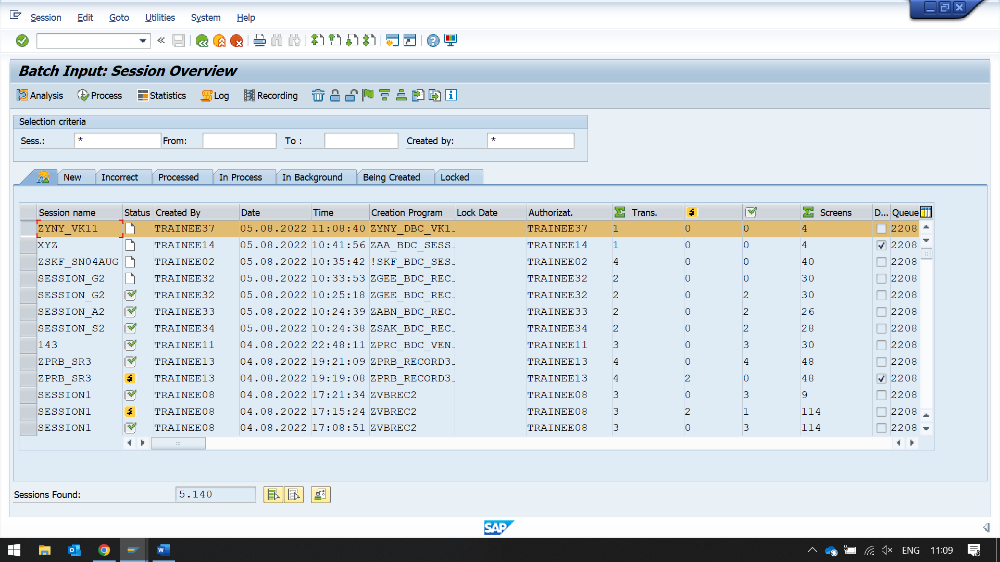 Session Edit Goto Utilities System Help
Batch Input: Session Overview
Analysis Process Statistics Log Recording
Selection criteria
Sess.: * From: To : Created by: *
New Incorrect Processed In Process In Background Being Created Locked
Session name Status Created By Date Time Creation Program Lock Date Authorizat. Trans. Screens D... Queue
ZYNY_VK11 TRAINEE37 05.08.2022 11:08:40 ZYNY_DBC_VK1… TRAINEE37 1 0 0 4 2208
XYZ TRAINEE14 05.08.2022 10:41:56 ZAA_BDC_SESS… TRAINEE14 1 0 0 4 2208
ZSKF_SN04AUG TRAINEE02 05.08.2022 10:35:42 !SKF_BDC_SES… TRAINEE02 4 0 0 40 2208
SESSION_G2 TRAINEE32 05.08.2022 10:33:53 ZGEE_BDC_REC… TRAINEE32 2 0 0 30 2208
SESSION_G2 TRAINEE32 05.08.2022 10:25:18 ZGEE_BDC_REC… TRAINEE32 2 0 2 30 2208
SESSION_A2 TRAINEE33 05.08.2022 10:24:39 ZABN_BDC_REC… TRAINEE33 2 0 2 26 2208
SESSION_S2 TRAINEE34 05.08.2022 10:24:38 ZSAK_BDC_REC… TRAINEE34 2 0 2 28 2208
143 TRAINEE11 04.08.2022 22:48:11 ZPRC_BDC_VEN… TRAINEE11 3 0 3 30 2208
ZPRB_SR3 TRAINEE13 04.08.2022 19:21:09 ZPRB_RECORD3… TRAINEE13 4 0 4 48 2208
ZPRB_SR3 TRAINEE13 04.08.2022 19:19:08 ZPRB_RECORD3… TRAINEE13 4 2 0 48 2208
SESSION1 TRAINEE08 04.08.2022 17:21:34 ZVBREC2 TRAINEE08 3 0 3 9 2208
SESSION1 TRAINEE08 04.08.2022 17:15:24 ZVBREC2 TRAINEE08 3 2 1 114 2208
SESSION1 TRAINEE08 04.08.2022 17:08:51 ZVBREC2 TRAINEE08 3 0 3 114 2208
Sessions Found: 5.140
SAP
ENG 11:09